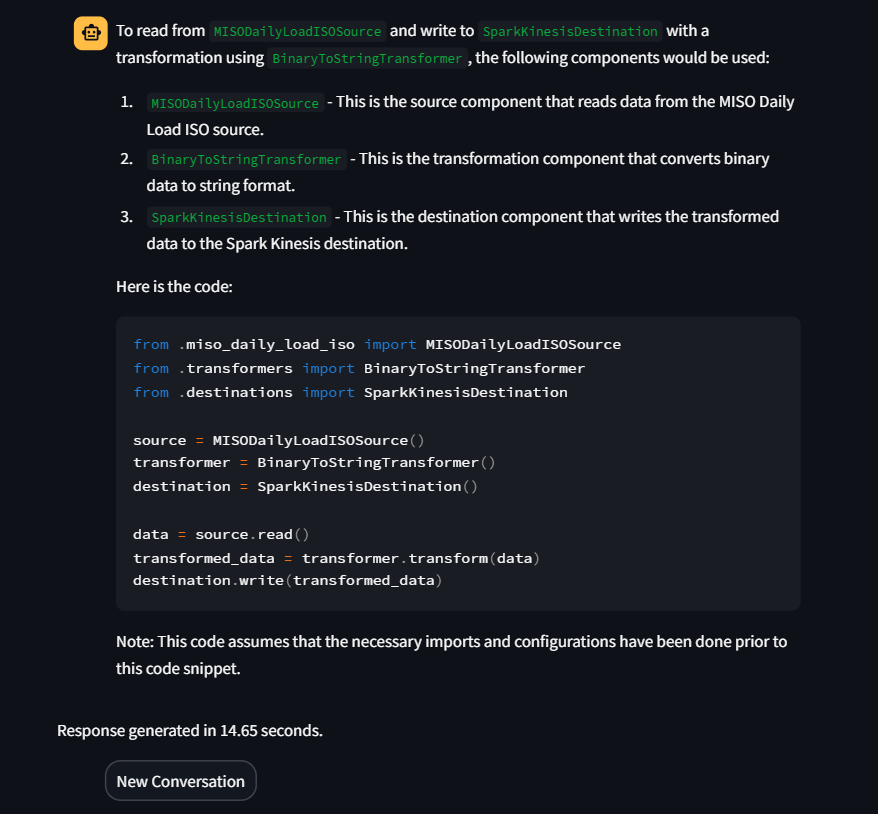 To read from MISODailyLoadISOSource and write to SparkKinesisDestination with a
transformation using BinaryToStringTransformer , the following components would be used:
1. MISODailyLoadISOSource - This is the source component that reads data from the MISO Daily
Load ISO source.
2. BinaryToStringTransformer - This is the transformation component that converts binary
data to string format.
3. SparkKinesisDestination - This is the destination component that writes the transformed
data to the Spark Kinesis destination.
Here is the code:
from .miso_daily_load_iso import MISODailyLoadISOSource
from .transformers import BinaryToStringTransformer
from .destinations import SparkKinesisDestination
source = MISODailyLoadISOSource()
transformer = BinaryToStringTransformer()
destination = SparkKinesisDestination()
data = source.read()
transformed_data = transformer.transform(data)
destination.write(transformed_data)
Note: This code assumes that the necessary imports and configurations have been done prior to
this code snippet.
Response generated in 14.65 seconds.
New Conversation